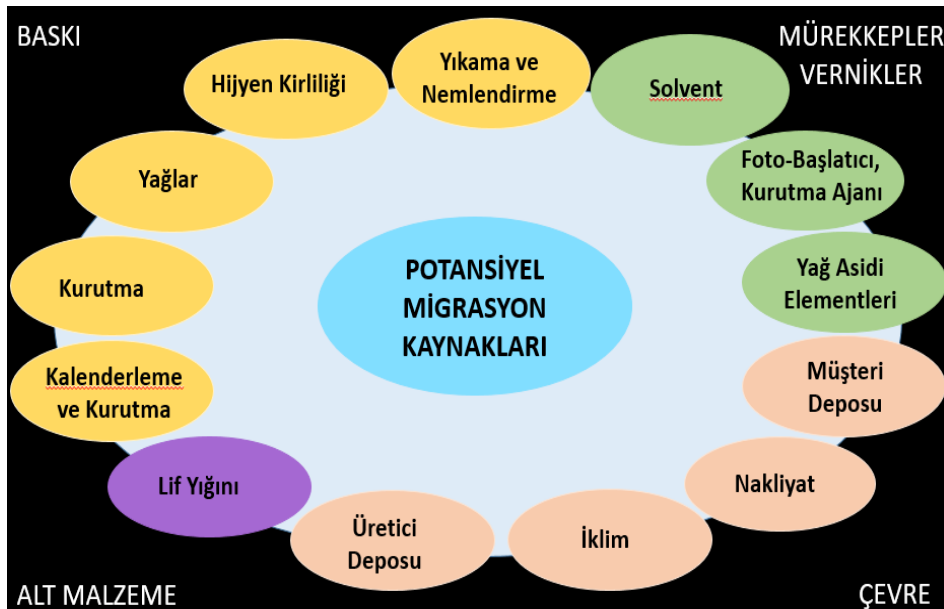 BASKI
MÜREKKEPLER
VERNİKLER
Hijyen Kirliliği
Yıkama ve
Nemlendirme
Solvent
Yağlar
Foto-Başlatıcı,
Kurutma Ajanı
Kurutma
POTANSİYEL
MİGRASYON
KAYNAKLARI
Yağ Asidi
Elementleri
Kalenderleme
ve Kurutma
Müşteri
Deposu
Lif Yığını
Nakliyat
Üretici
Deposu
İklim
ALT MALZEME
ÇEVRE